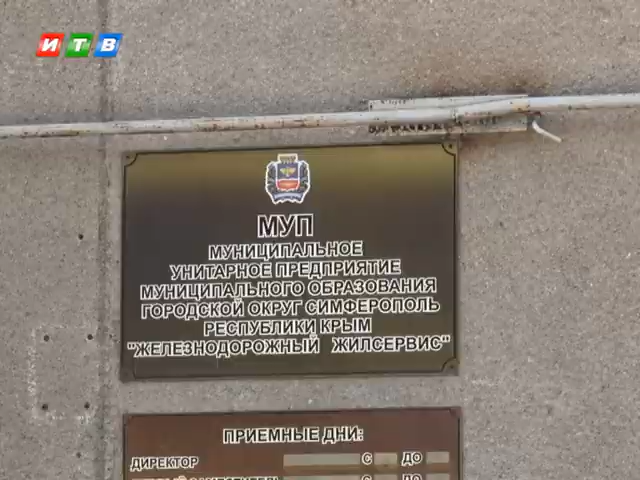 ИТВ
МУП
МУНИЦИПАЛЬНОЕ
УНИТАРНОЕ ПРЕДПРИЯТИЕ
МУНИЦИПАЛЬНОГО ОБРАЗОВАНИЯ
ГОРОДСКОЙ ОКРУГ СИМФЕРОПОЛЬ
РЕСПУБЛИКИ КРЫМ
"ЖЕЛЕЗНОДОРОЖНЫЙ ЖИЛСЕРВИС"
ПРИЕМНЫЕ ДНИ:
ДИРЕКТОР С ДО